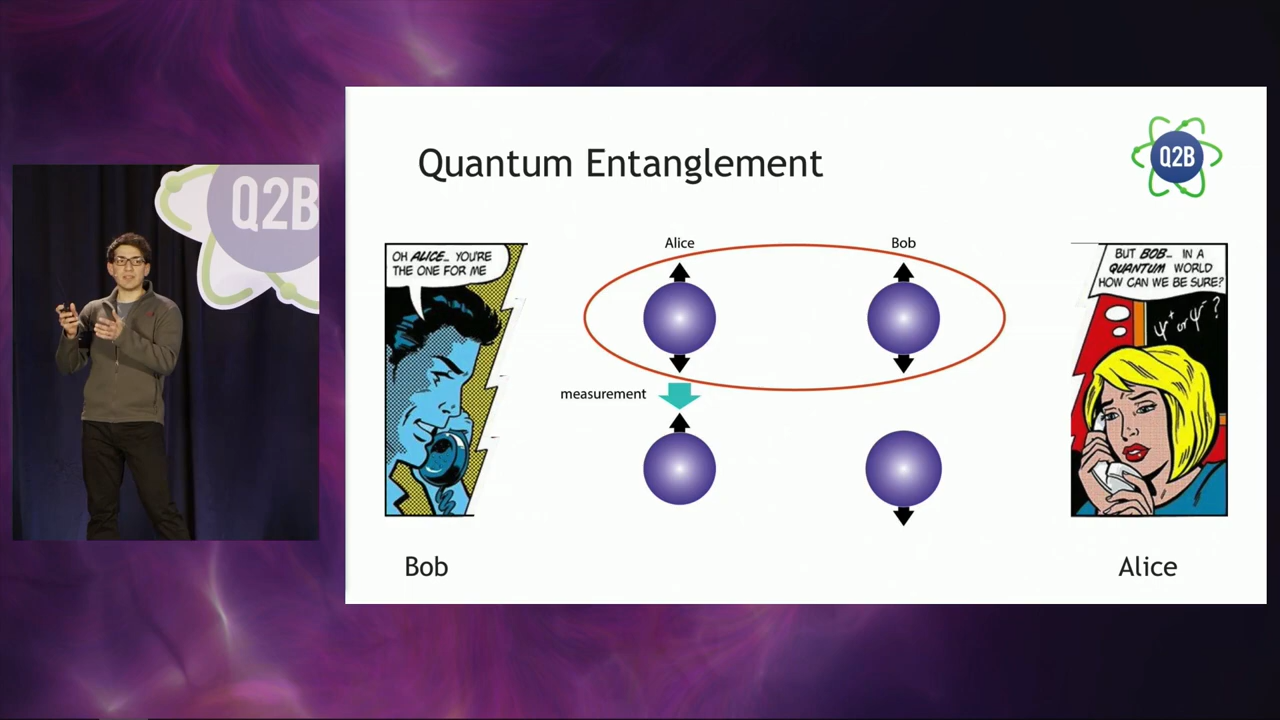 Q2B
Quantum Entanglement
Q2B
OH ALICE... YOU'RE
THE ONE FOR ME
Alice
Bob
BUT BOB... IN A
QUANTUM WORLD
HOW CAN WE BE SURE?
Ψ⁺ or Ψ⁻ ?
measurement
Bob
Alice